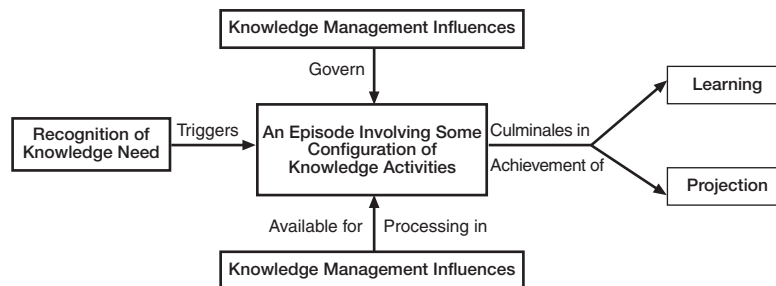 Knowledge Management Influences
Govern
Recognition of
Knowledge Need
Triggers
An Episode Involving Some
Configuration of
Knowledge Activities
Culminales in
Achievement of
Learning
Projection
Available for
Processing in
Knowledge Management Influences